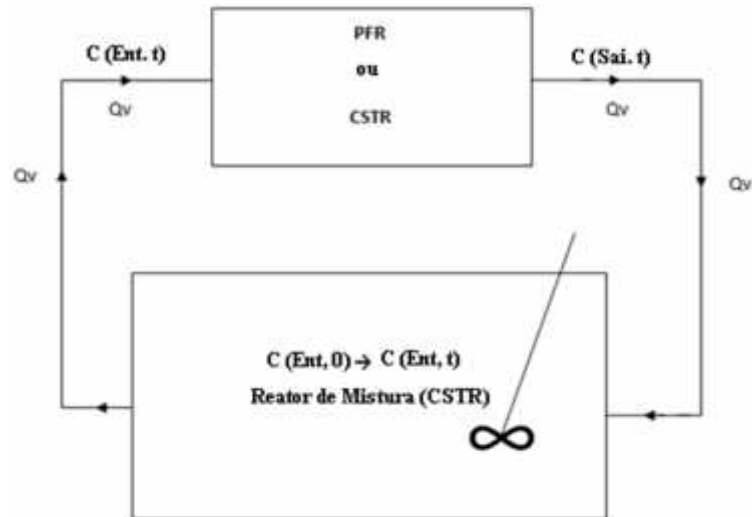 PFR
ou
CSTR
C (Ent. t)
Qv
C (Sai. t)
Qv
Qv
Qv
C (Ent, 0) → C (Ent, t)
Reator de Mistura (CSTR)